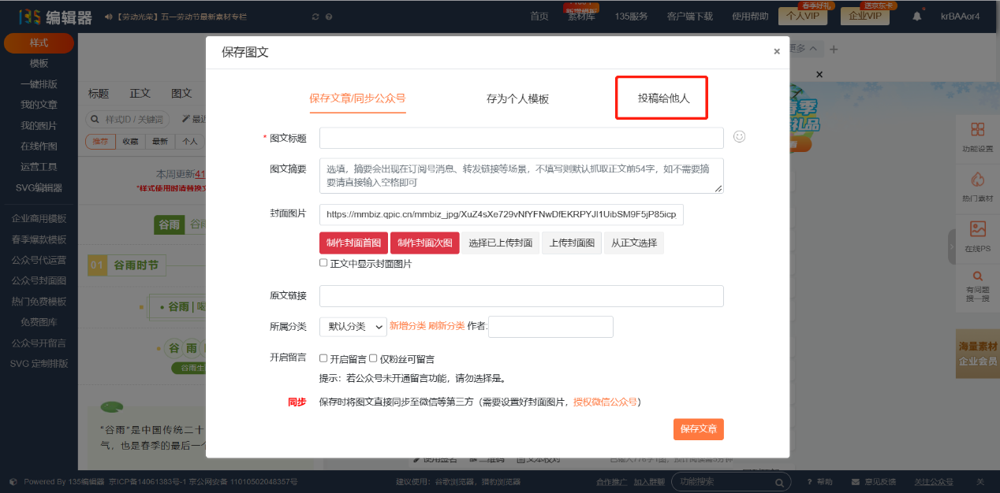 135编辑器
【劳动光荣】五一劳动节最新素材专栏
首页
素材库
135服务
客户端下载
使用帮助
春季好礼
个人VIP
送京东卡
企业VIP
krBAAor4
样式
模板
一键排版
我的文章
我的图片
在线作图
运营工具
SVG编辑器
企业商用模板
春季爆款模板
公众号代运营
公众号封面图
热门免费模板
免费图库
公众号开留言
SVG 定制排版
标题 正文 图文
样式ID / 关键词
最近
推荐 收藏 最新 个人
本周更新41
*样式使用时请替换文
谷雨
01 谷雨时节
谷雨
谷 雨
谷雨生
“谷雨”是中国传统二十
气，也是春季的最后一个
保存图文
×
保存文章/同步公众号
存为个人模板
投稿给他人
* 图文标题
图文摘要
选填，摘要会出现在订阅号消息、转发链接等场景，不填写则默认抓取正文前54字，如不需要摘
要请直接输入空格即可
封面图片
https://mmbiz.qpic.cn/mmbiz_jpg/XuZ4sXe729vNfYFNwDfEKRPYJl1UibSM9F5jP85icp
制作封面首图 制作封面次图 选择已上传封面 上传封面图 从正文选择
正文中显示封面图片
原文链接
所属分类
默认分类
新增分类 刷新分类 作者:
开启留言
开启留言 仅粉丝可留言
提示：若公众号未开通留言功能，请勿选择是。
同步
保存时将图文直接同步至微信等第三方（需要设置好封面图片，授权微信公众号）
保存文章
更多
春季
礼品
功能设置
热门素材
在线PS
有问题
搜一搜
海量素材
企业会员
Powered By 135编辑器 京ICP备14061383号-1 京公网安备 11010502048357号
建议使用：谷歌浏览器，猎豹浏览器
合作推广 加入群聊
功能搜索
? 帮助
意见反馈
关注公众号
关